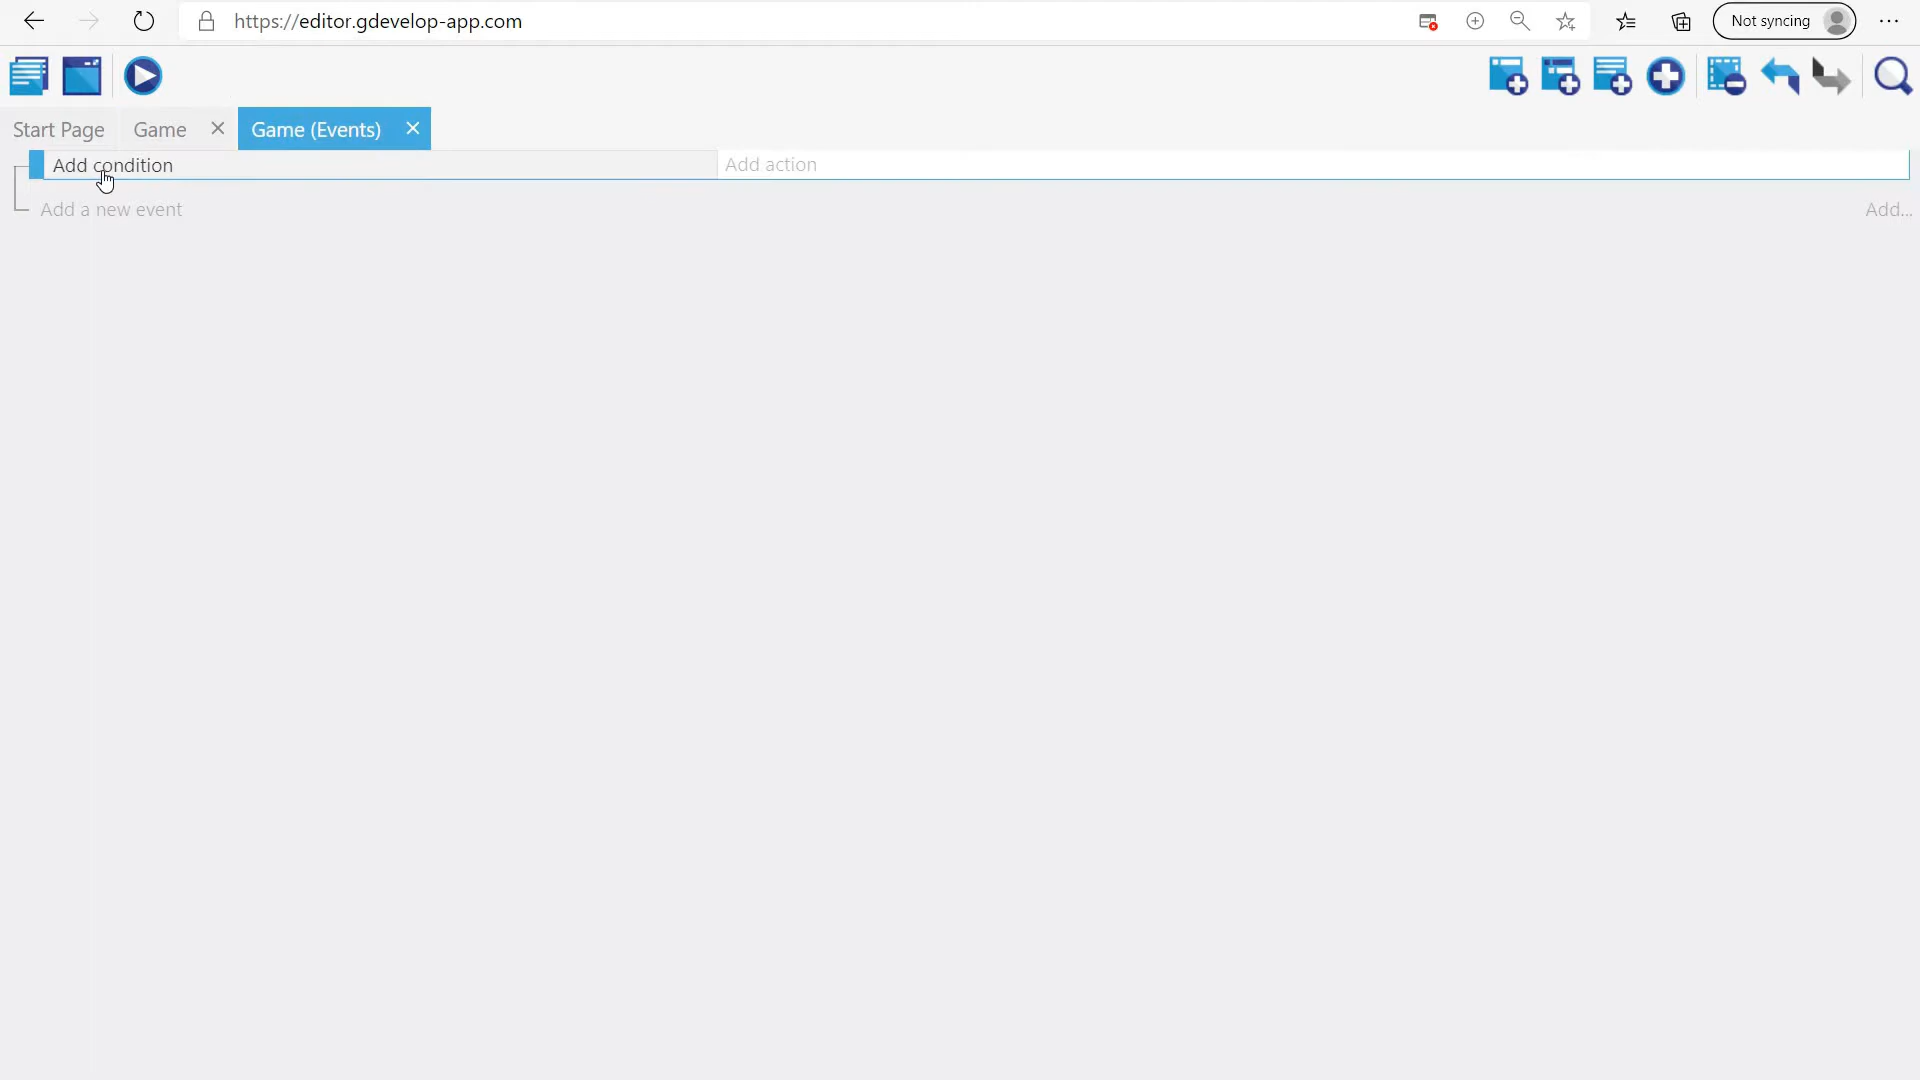 https://editor.gdevelop-app.com
Not syncing
Start Page
Game
Game (Events)
Add condition
Add action
Add a new event
Add...